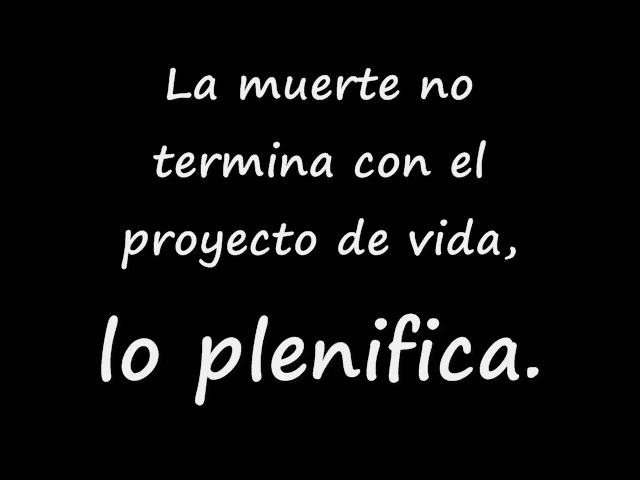 La muerte no
termina con el
proyecto de vida,
lo plenifica.